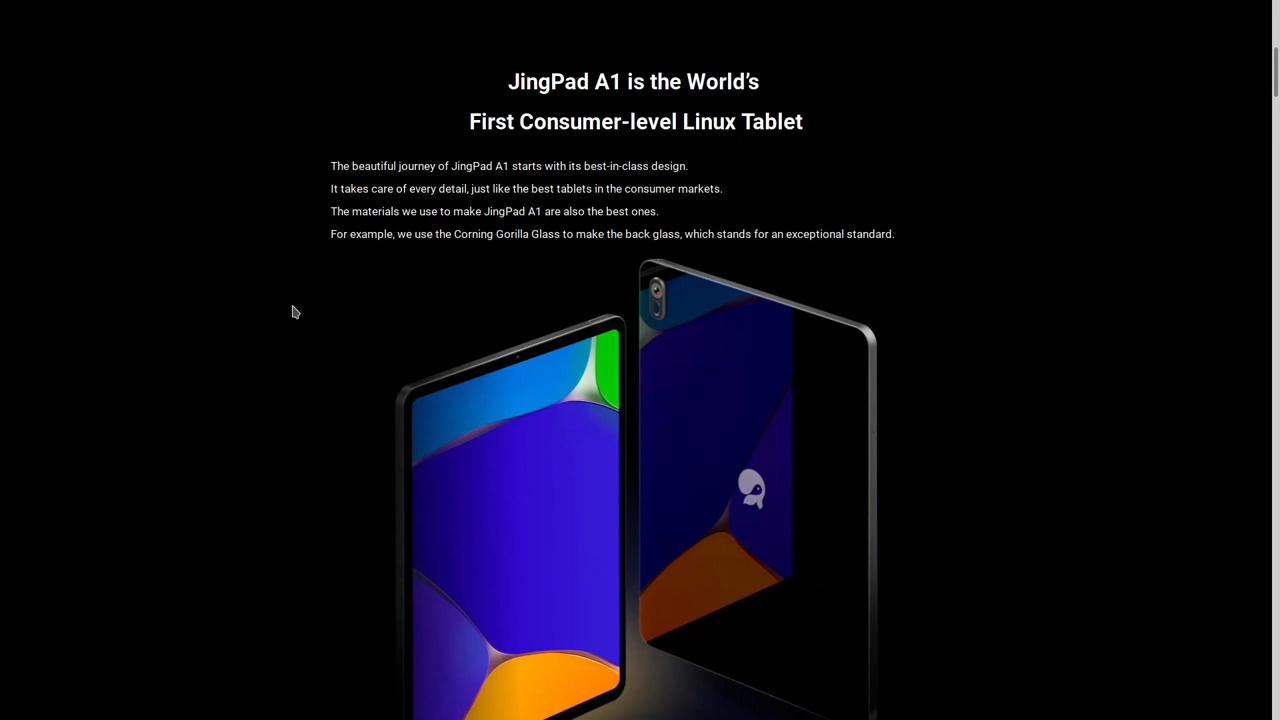 JingPad A1 is the World’s
First Consumer-level Linux Tablet
The beautiful journey of JingPad A1 starts with its best-in-class design.
It takes care of every detail, just like the best tablets in the consumer markets.
The materials we use to make JingPad A1 are also the best ones.
For example, we use the Corning Gorilla Glass to make the back glass, which stands for an exceptional standard.